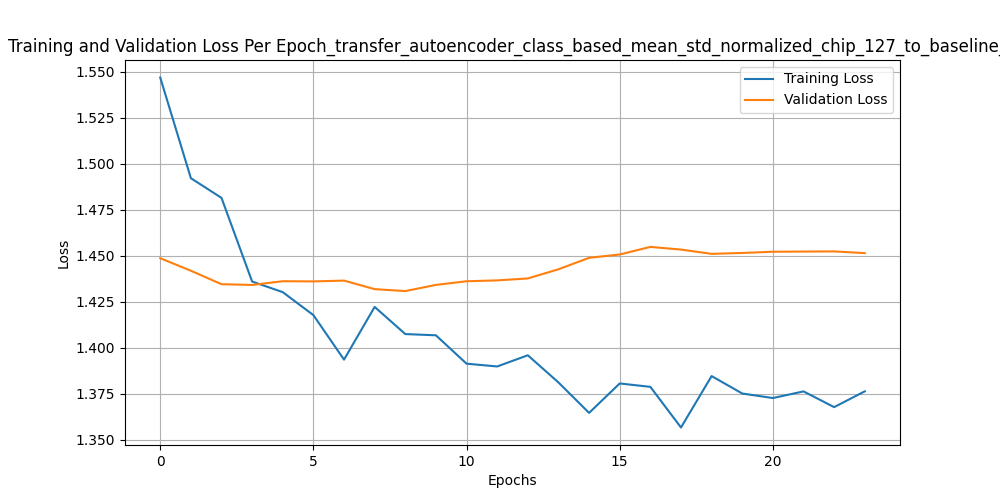 Training and Validation Loss Per Epoch_transfer_autoencoder_class_based_mean_std_normalized_chip_127_to_baseline_
Training Loss
Validation Loss
1.550
1.525
1.500
1.475
1.450
1.425
1.400
1.375
1.350
Loss
0
5
10
15
20
Epochs